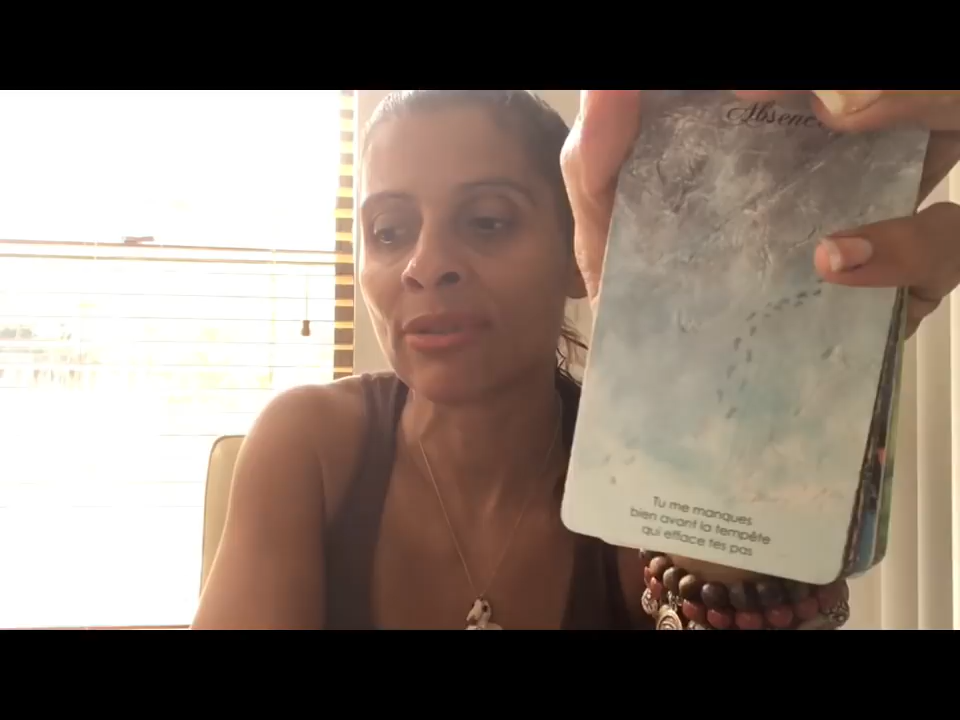 Absence
Tu me manques
bien avant la tempête
qui efface tes pas